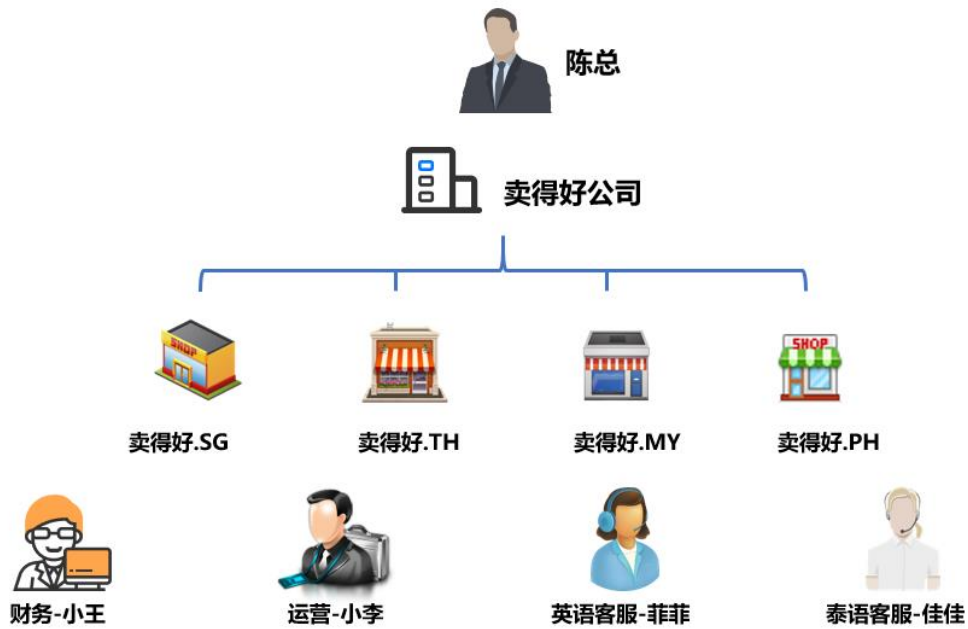 陈总
卖得好公司
SHOP
SHOP
卖得好.SG
卖得好.TH
卖得好.MY
卖得好.PH
财务-小王
运营-小李
英语客服-菲菲
泰语客服-佳佳